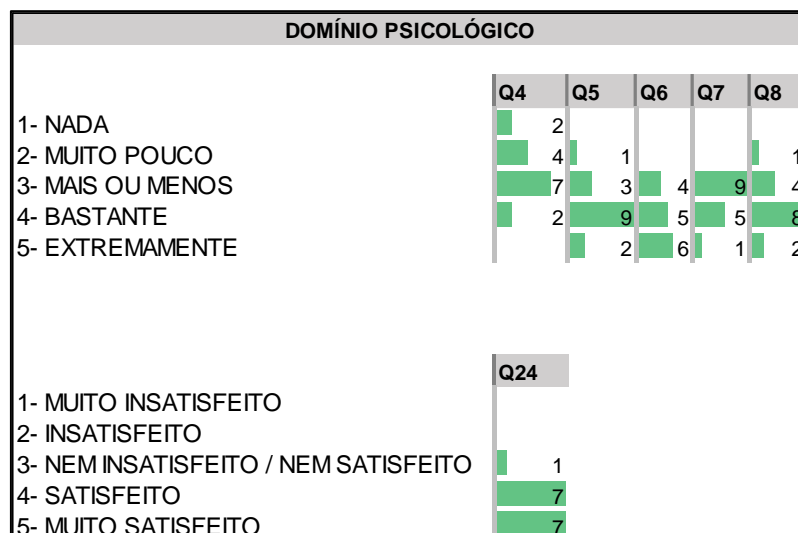 DOMÍNIO PSICOLÓGICO
Q4 Q5 Q6 Q7 Q8
1- NADA 2
2- MUITO POUCO 4 1 1
3- MAIS OU MENOS 7 3 4 9 4
4- BASTANTE 2 9 5 5 8
5- EXTREMAMENTE 2 6 1 2
Q24
1- MUITO INSATISFEITO
2- INSATISFEITO
3- NEM INSATISFEITO / NEM SATISFEITO 1
4- SATISFEITO 7
5- MUITO SATISFEITO 7